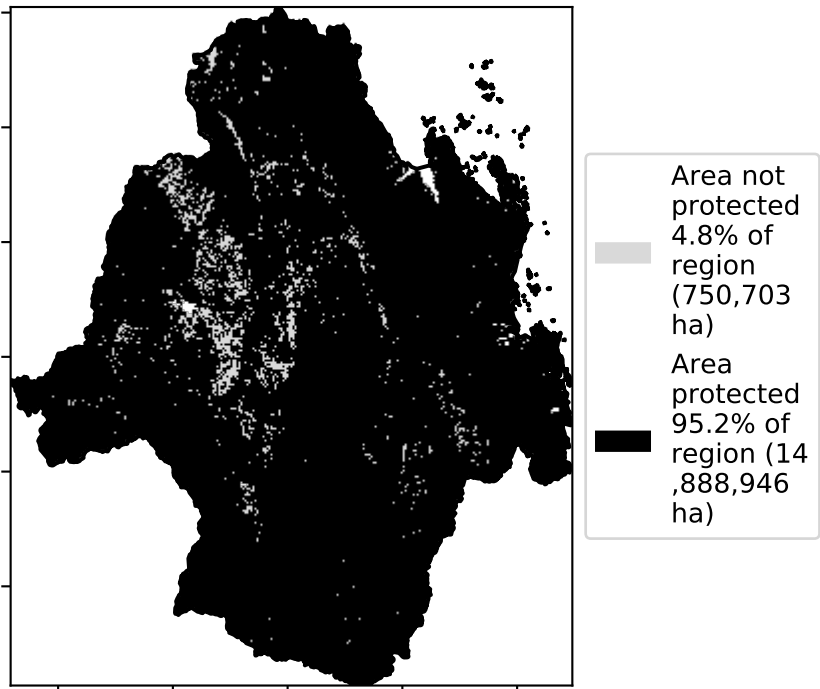 Area not
protected
4.8% of
region
(750,703
ha)
Area
protected
95.2% of
region (14
,888,946
ha)